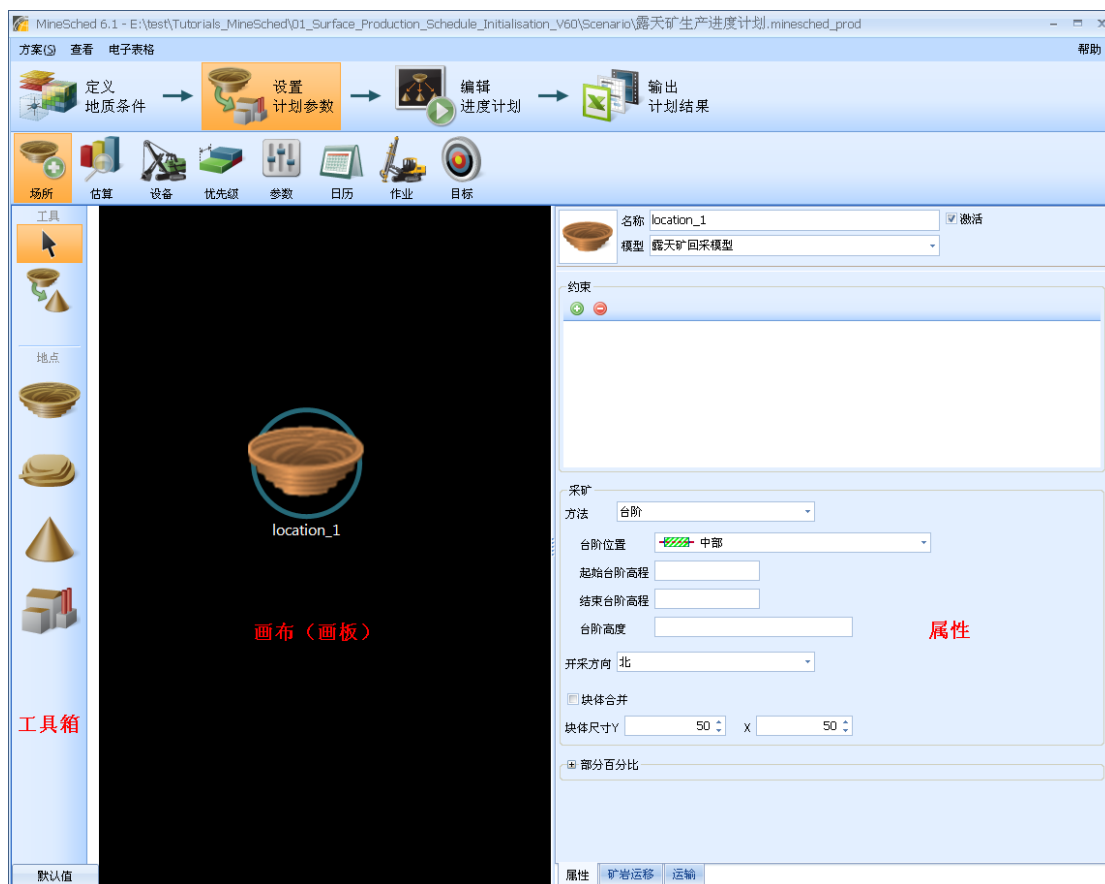 MineSched 6.1 - E:\test\Tutorials_MineSched\01_Surface_Production_Schedule_Initialisation_V60\Scenario\露天矿生产进度计划.minesched_prod
方案(S) 查看 电子表格 帮助
定义
地质条件
设置
计划参数
编辑
进度计划
输出
计划结果
场所 估算 设备 优先级 参数 日历 作业 目标
工具
地点
工具箱
默认值
location_1
画布（画板）
名称 location_1 激活
模型 露天矿回采模型
约束
采矿
方法 台阶
台阶位置 中部
起始台阶高程
结束台阶高程
台阶高度
属性
开采方向 北
块体合并
块体尺寸Y 50 X 50
部分百分比
属性 矿岩运移 运输